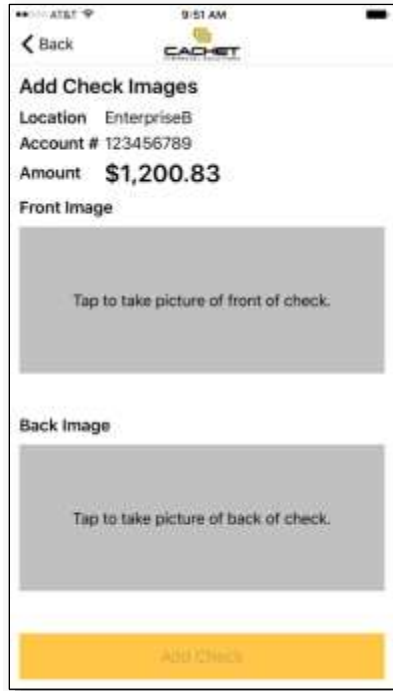 AT&T 9:51 AM
Back
CACHET
Add Check Images
Location EnterpriseB
Account # 123456789
Amount $1,200.83
Front Image
Tap to take picture of front of check.
Back Image
Tap to take picture of back of check.
Add Check